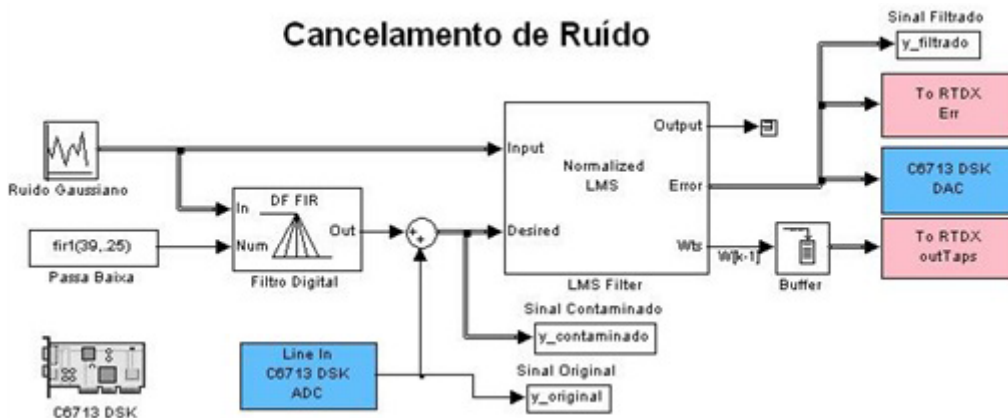 Cancelamento de Ruído
Sinal Filtrado
y_filtrado
To RTDX
Err
C6713 DSK
DAC
To RTDX
outTaps
Output
Input
Normalized
LMS
Error
Desired
Wts
LMS Filter
W[k-1]
Buffer
Ruido Gaussiano
In
DF FIR
Out
Num
Filtro Digital
fir1(39,.25)
Passa Baixa
+
+
Sinal Contaminado
y_contaminado
Line In
C6713 DSK
ADC
Sinal Original
y_original
C6713 DSK